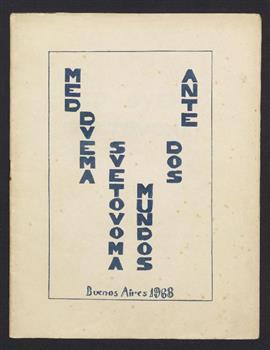 MED
DVEMA
SVETOVOMA
ANTE
DOS
MUNDOS
Buenos Aires 1968